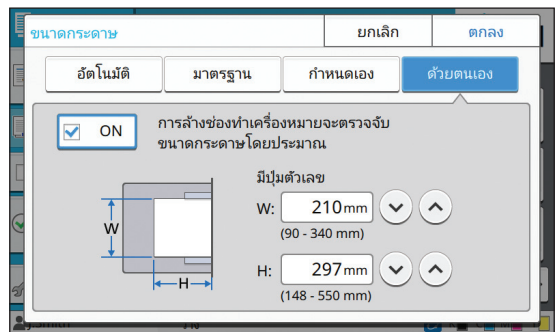 ขนาดกระดาษ
ยกเลิก
ตกลง
อัตโนมัติ
มาตรฐาน
กำหนดเอง
ด้วยตนเอง
ON
การล้างช่องทำเครื่องหมายจะตรวจจับ
ขนาดกระดาษโดยประมาณ
มีปุ่มตัวเลข
W: 210 mm
(90 - 340 mm)
H: 297 mm
(148 - 550 mm)
W
H